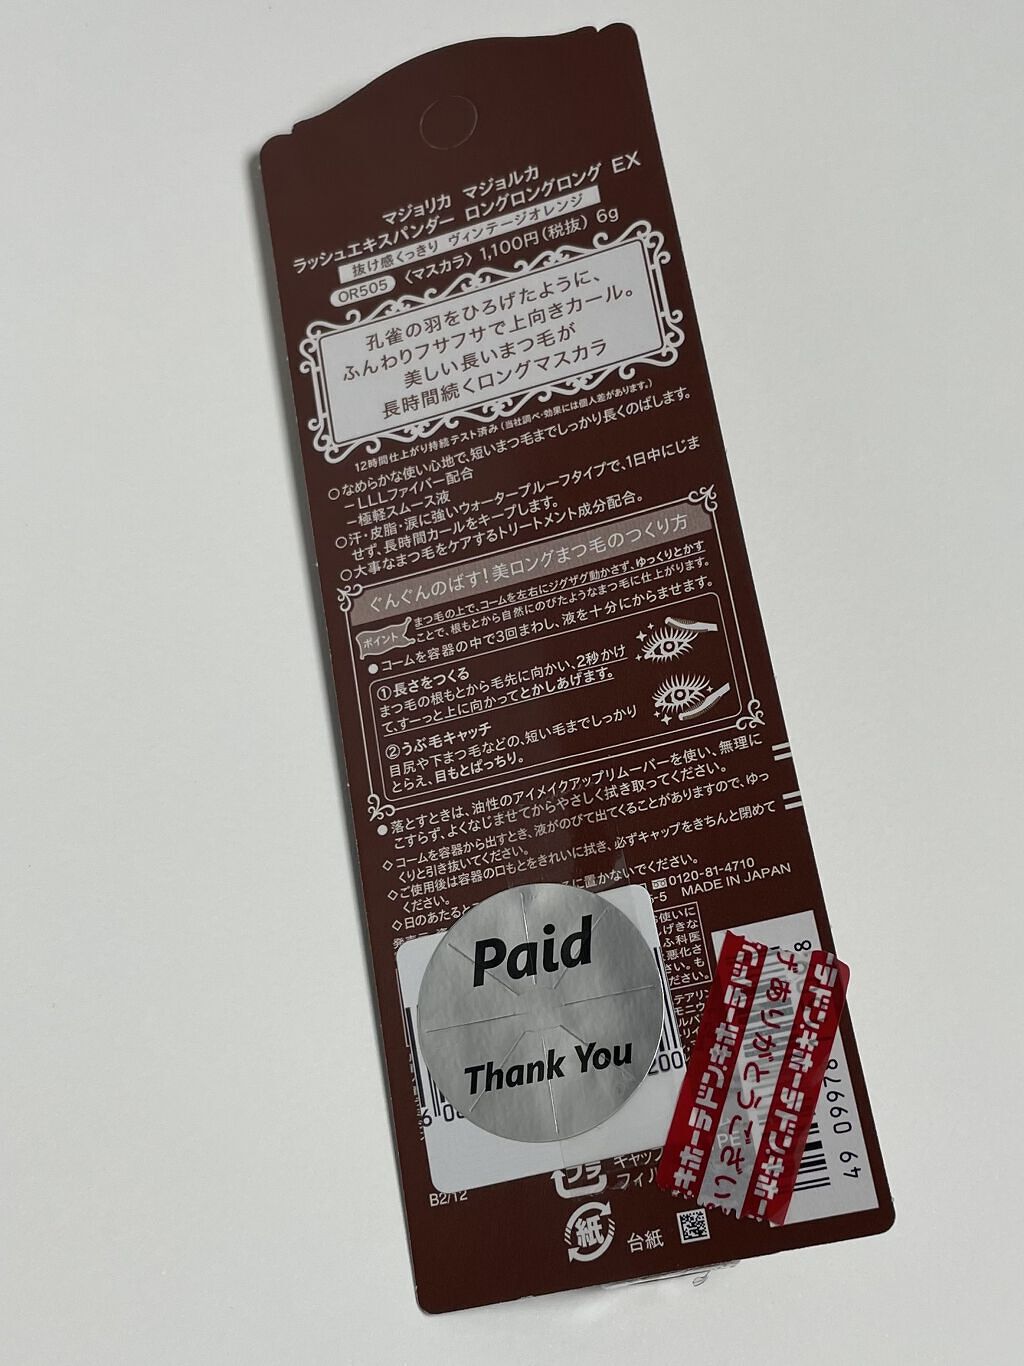 マジョリカ マジョルカ
ラッシュエキスパンダー ロングロングロング EX
抜け感くっきり ヴィンテージオレンジ
OR505 〈マスカラ〉1,100円(税抜) 6g
孔雀の羽をひろげたように、
ふんわりフサフサで上向きカール。
美しい長いまつ毛が
長時間続くロングマスカラ
12時間仕上がり持続テスト済み(当社調べ・効果には個人差があります。)
○なめらかな使い心地で、短いまつ毛までしっかり長くのばします。
−LLLファイバー配合
−極軽スムース液
○汗・皮脂・涙に強いウォータープルーフタイプで、1日中にじま
せず、長時間カールをキープします。
○大事なまつ毛をケアするトリートメント成分配合。
ぐんぐんのばす!美ロングまつ毛のつくり方
ポイント
まつ毛の上で、コームを左右にジグザグ動かさず、ゆっくりとかす
ことで、根もとから自然にのびたようなまつ毛に仕上がります。
●コームを容器の中で3回まわし、液を十分にからませます。
①長さをつくる
まつ毛の根もとから毛先に向かい、2秒かけ
て、すーっと上に向かってとかしあげます。
②うぶ毛キャッチ
目尻や下まつ毛などの、短い毛までしっかり
とらえ、目もとぱっちり。
●落とすときは、油性のアイメイクアップリムーバーを使い、無理に
こすらず、よくなじませてからやさしく拭き取ってください。
◇コームを容器から出すとき、液がのびて出てくることがありますので、ゆっ
くりと引き抜いてください。
◇ご使用後は容器の口もとをきれいに拭き、必ずキャップをきちんと閉めて
ください。
◇日のあたると
に置かないでください。
0120-81-4710
MADE IN JAPAN
Paid
Thank You
ドン・キホーテ
ありがとうござい
プラ
キャップ
フィル
PE
B2/12
紙
台紙